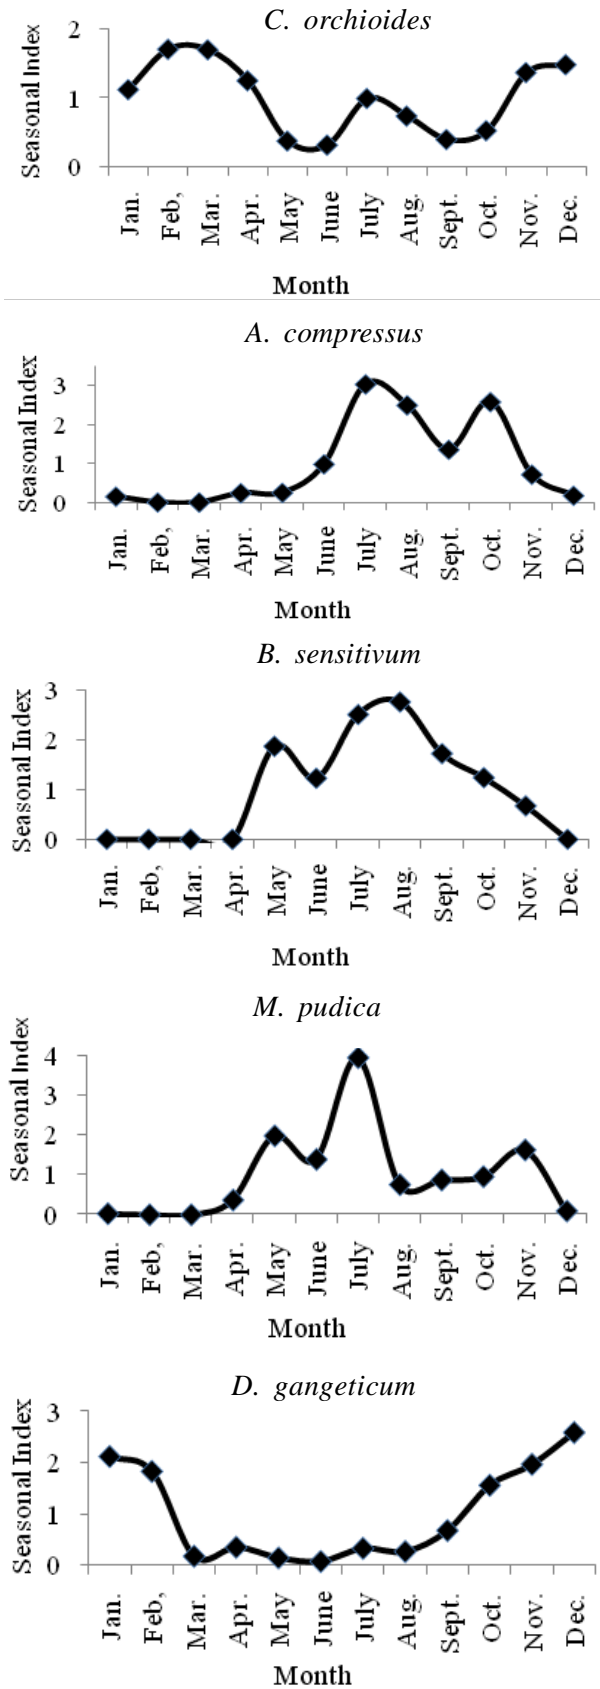 C. orchioides
Seasonal Index
2
1
0
Jan. Feb, Mar. Apr. May June July Aug. Sept. Oct. Nov. Dec.
Month
A. compressus
Seasonal Index
3
2
1
0
Jan. Feb, Mar. Apr. May June July Aug. Sept. Oct. Nov. Dec.
Month
B. sensitivum
Seasonal Index
3
2
1
0
Jan. Feb, Mar. Apr. May June July Aug. Sept. Oct. Nov. Dec.
Month
M. pudica
Seasonal Index
4
3
2
1
0
Jan. Feb, Mar. Apr. May June July Aug. Sept. Oct. Nov. Dec.
Month
D. gangeticum
Seasonal Index
3
2
1
0
Jan. Feb, Mar. Apr. May June July Aug. Sept. Oct. Nov. Dec.
Month